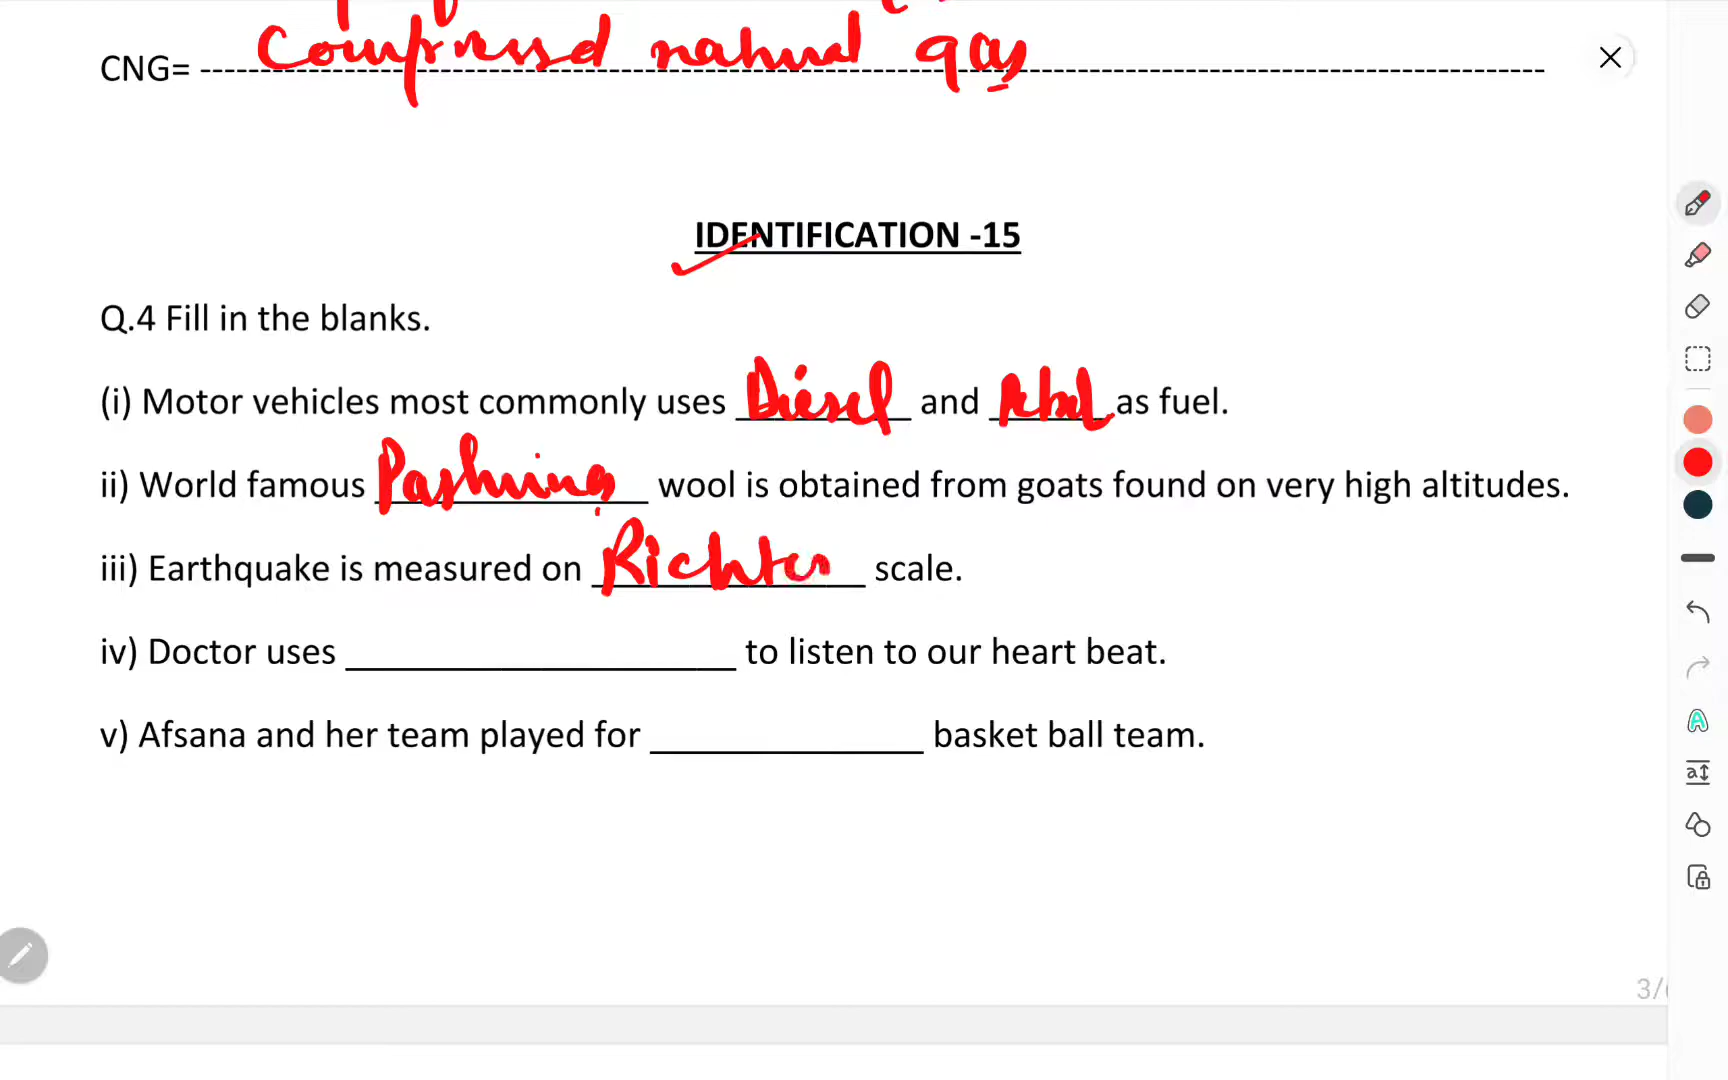 CNG= Compressd natural gas
IDENTIFICATION -15
Q.4 Fill in the blanks.
(i) Motor vehicles most commonly uses Diesel and as fuel.
ii) World famous Pashmina wool is obtained from goats found on very high altitudes.
iii) Earthquake is measured on Richter scale.
iv) Doctor uses ____________________ to listen to our heart beat.
v) Afsana and her team played for ______________ basket ball team.
3/